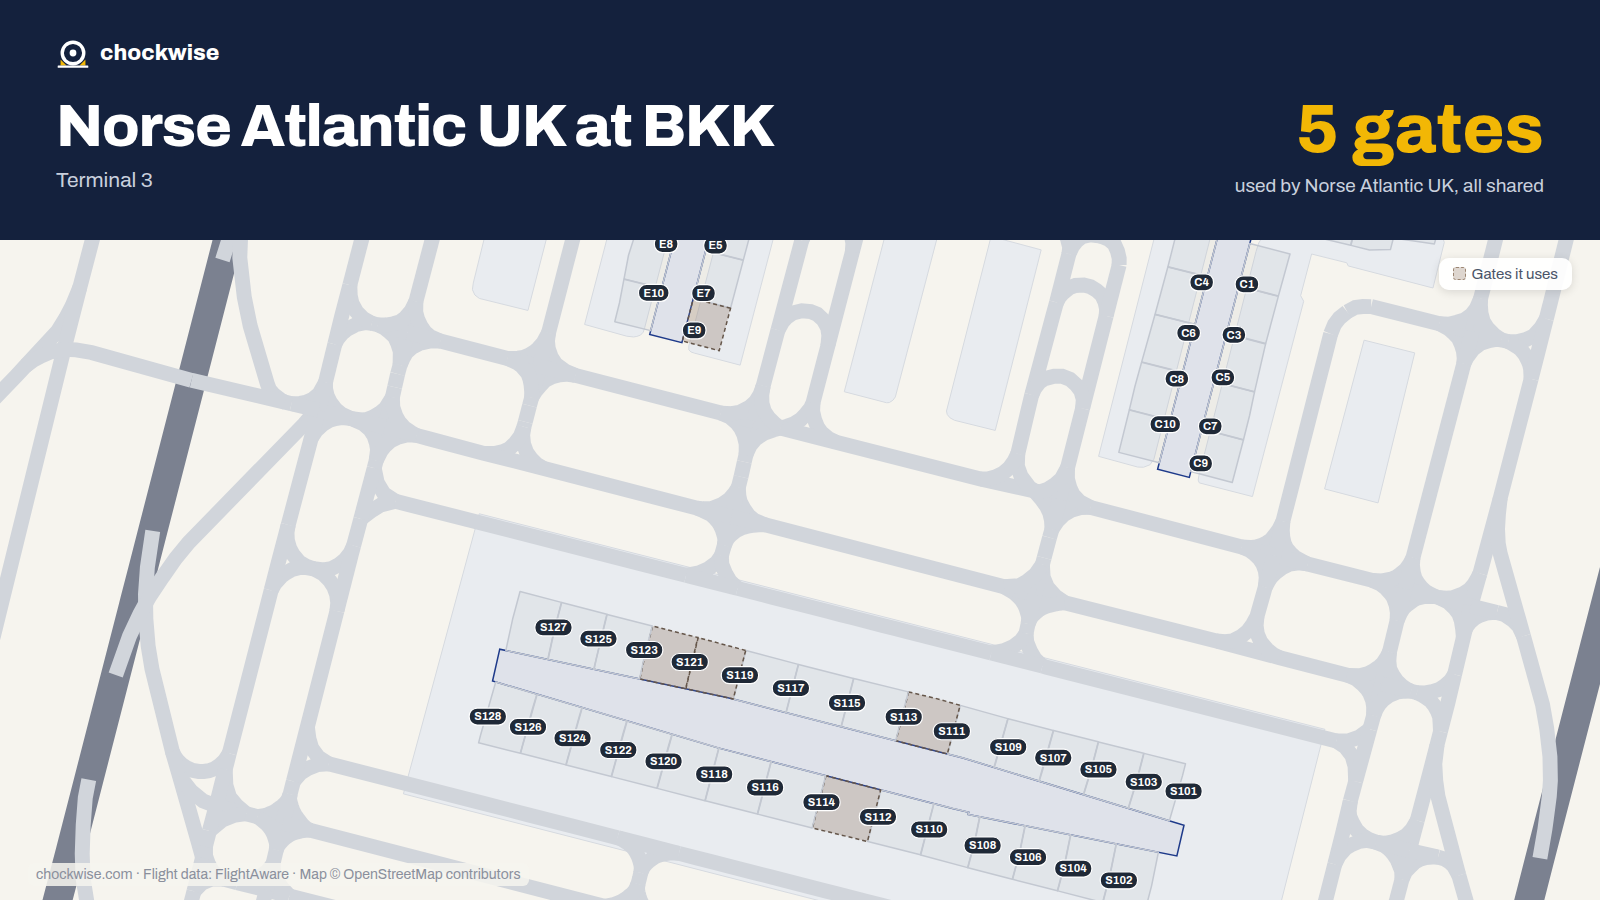 chockwise
Norse Atlantic UK at BKK
Terminal 3
5 gates
used by Norse Atlantic UK, all shared
Gates it uses
E8
E5
E10
E7
E9
C4
C1
C6
C3
C8
C5
C10
C7
C9
S127
S125
S123
S121
S119
S117
S115
S113
S111
S109
S107
S105
S103
S101
S128
S126
S124
S122
S120
S118
S116
S114
S112
S110
S108
S106
S104
S102
chockwise.com · Flight data: FlightAware · Map © OpenStreetMap contributors